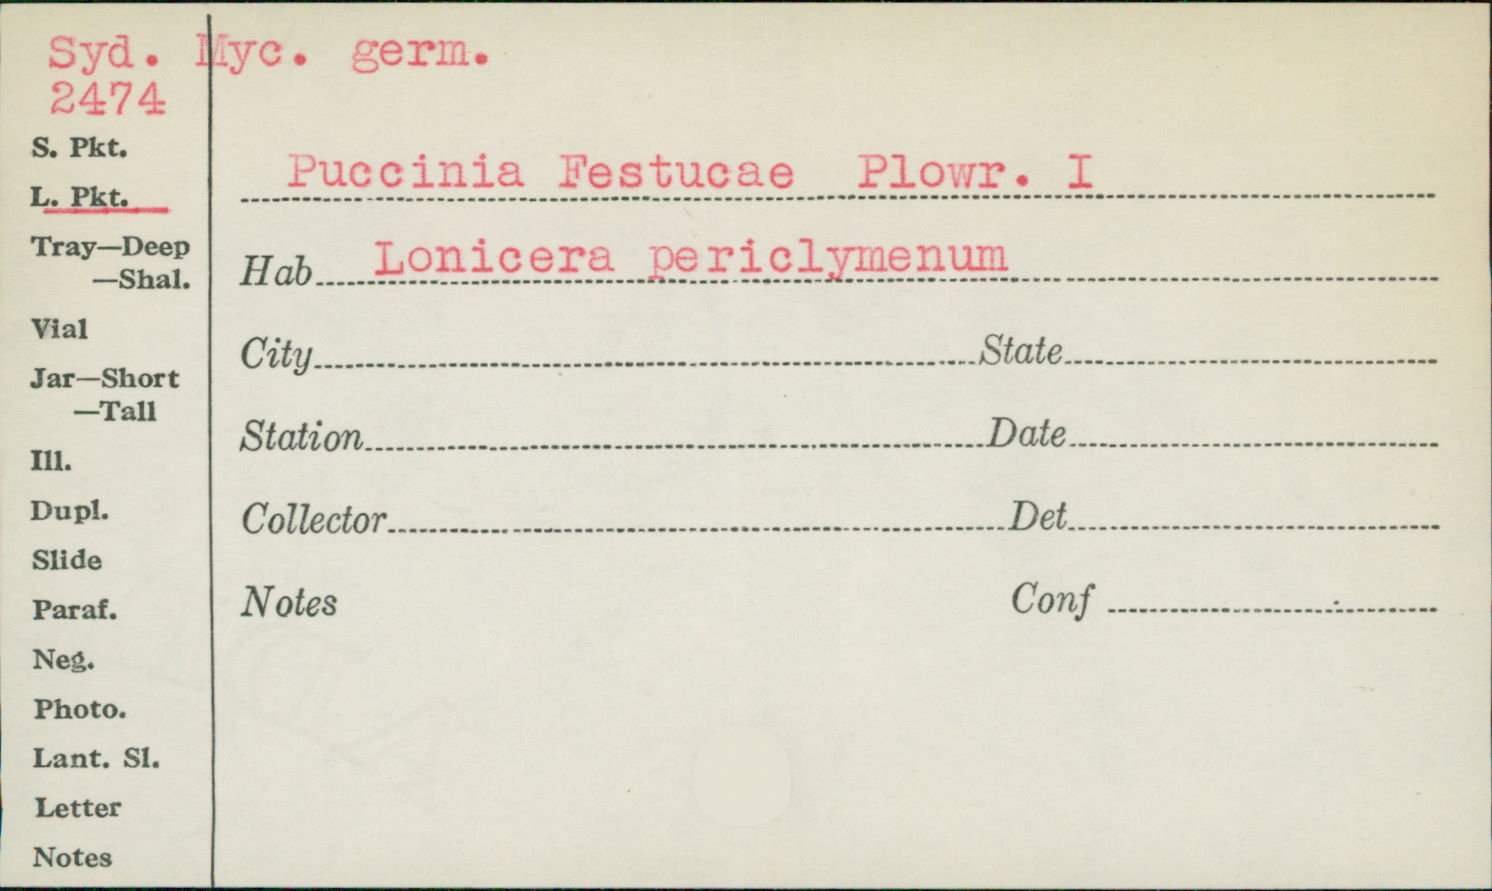 Syd. Myc. germ.
2474
S. Pkt.
L. Pkt.
Tray—Deep
—Shal.
Vial
Jar—Short
—Tall
Ill.
Dupl.
Slide
Paraf.
Neg.
Photo.
Lant. Sl.
Letter
Notes
Puccinia Festucae Plowr. I
Hab Lonicera periclymenum
City State
Station Date
Collector Det
Notes Conf